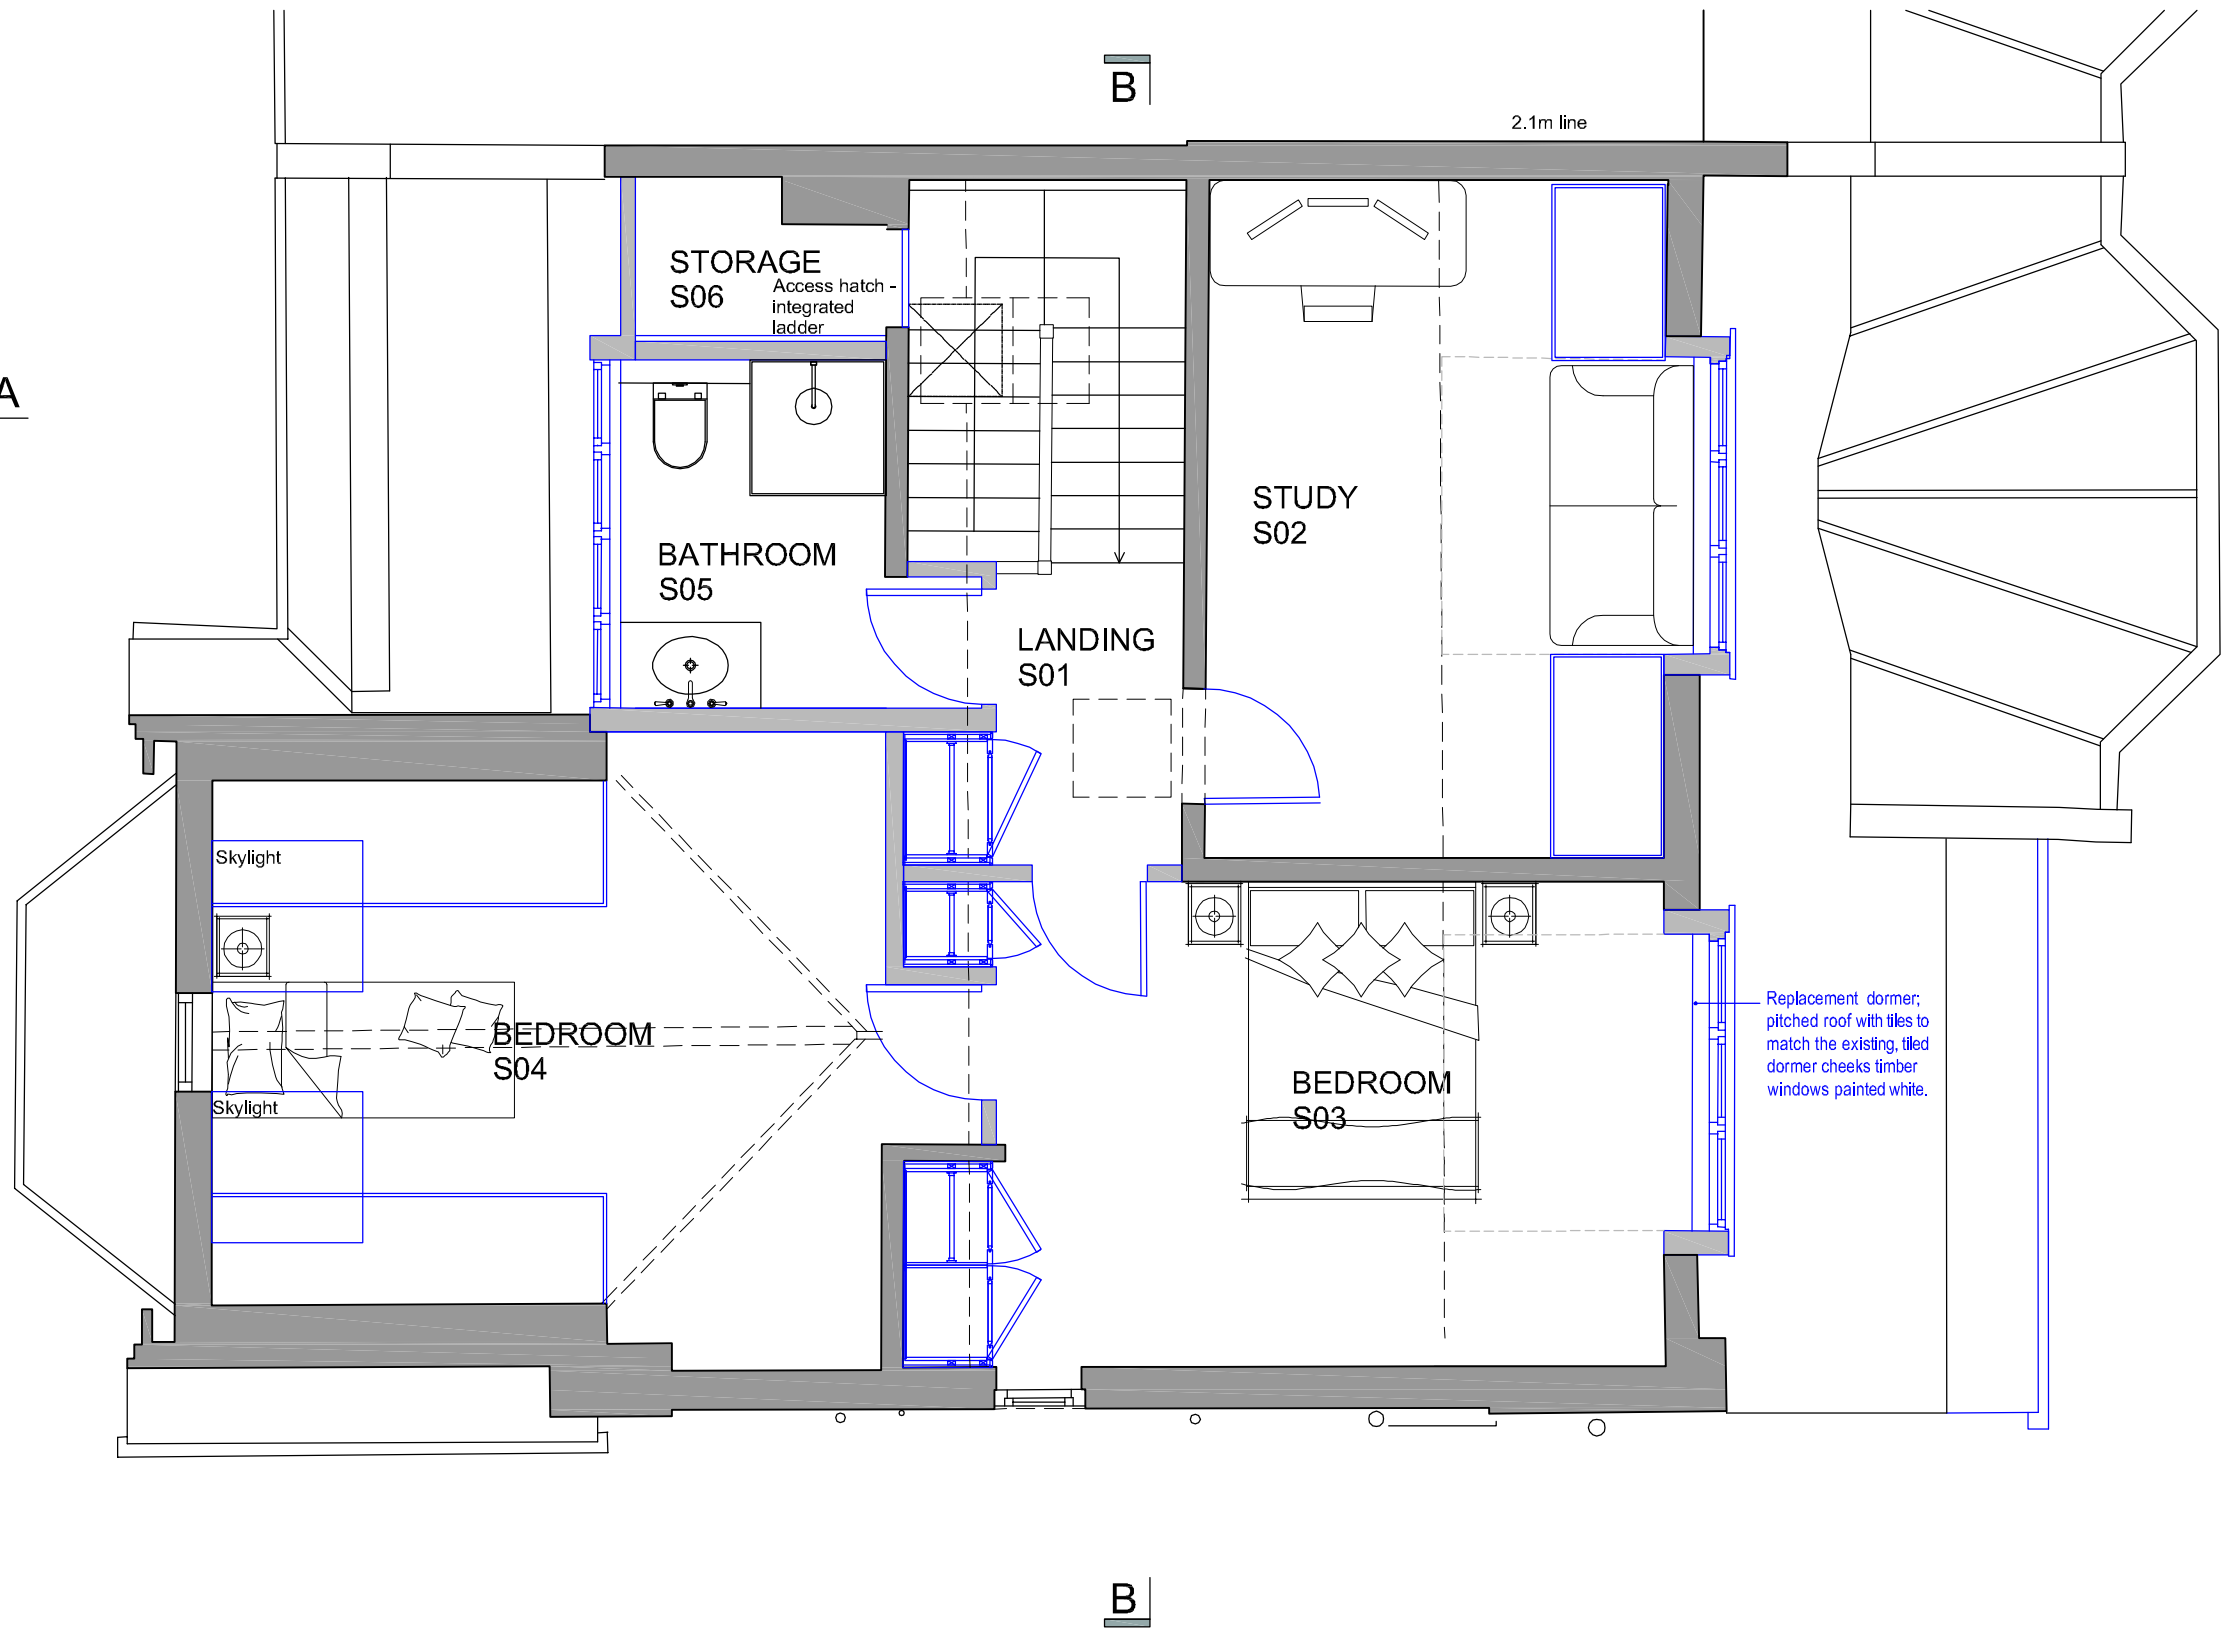 B
2.1m line
STORAGE
S06
Access hatch -
integrated
ladder
A
STUDY
S02
BATHROOM
S05
LANDING
S01
Skylight
Replacement dormer;
pitched roof with tiles to
match the existing, tiled
dormer cheeks timber
windows painted white.
BEDROOM
S04
BEDROOM
S03
Skylight
B